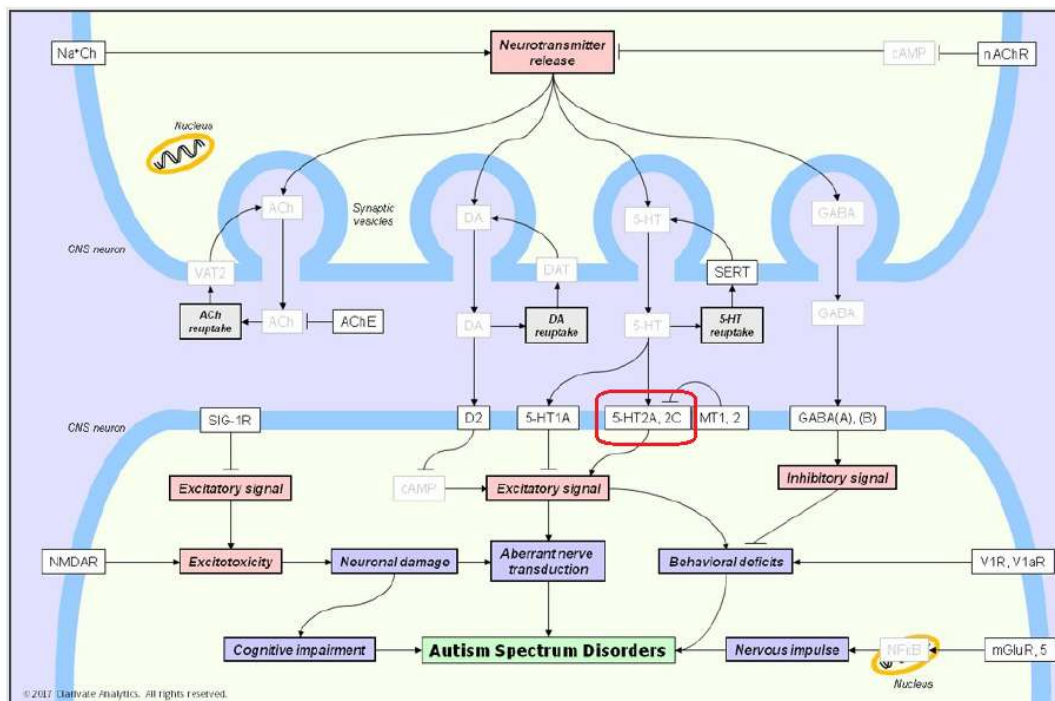 Neurotransmitter
release
Na⁺Ch
cAMP
nAChR
Nucleus
ACh
Synaptic
vesicles
DA
5-HT
GABA
CNS neuron
VAT2
DAT
SERT
ACh
reuptake
ACh
AChE
DA
DA
reuptake
5-HT
5-HT
reuptake
GABA
CNS neuron
SIG-1R
D2
5-HT1A
5-HT2A, 2C
MT1, 2
GABA(A), (B)
Excitatory signal
cAMP
Excitatory signal
Inhibitory signal
NMDAR
Excitotoxicity
Neuronal damage
Aberrant nerve
transduction
Behavioral deficits
V1R, V1aR
Cognitive impairment
Autism Spectrum Disorders
Nervous impulse
NFκB
mGluR, 5
Nucleus
© 2017 Clarivate Analytics. All rights reserved.